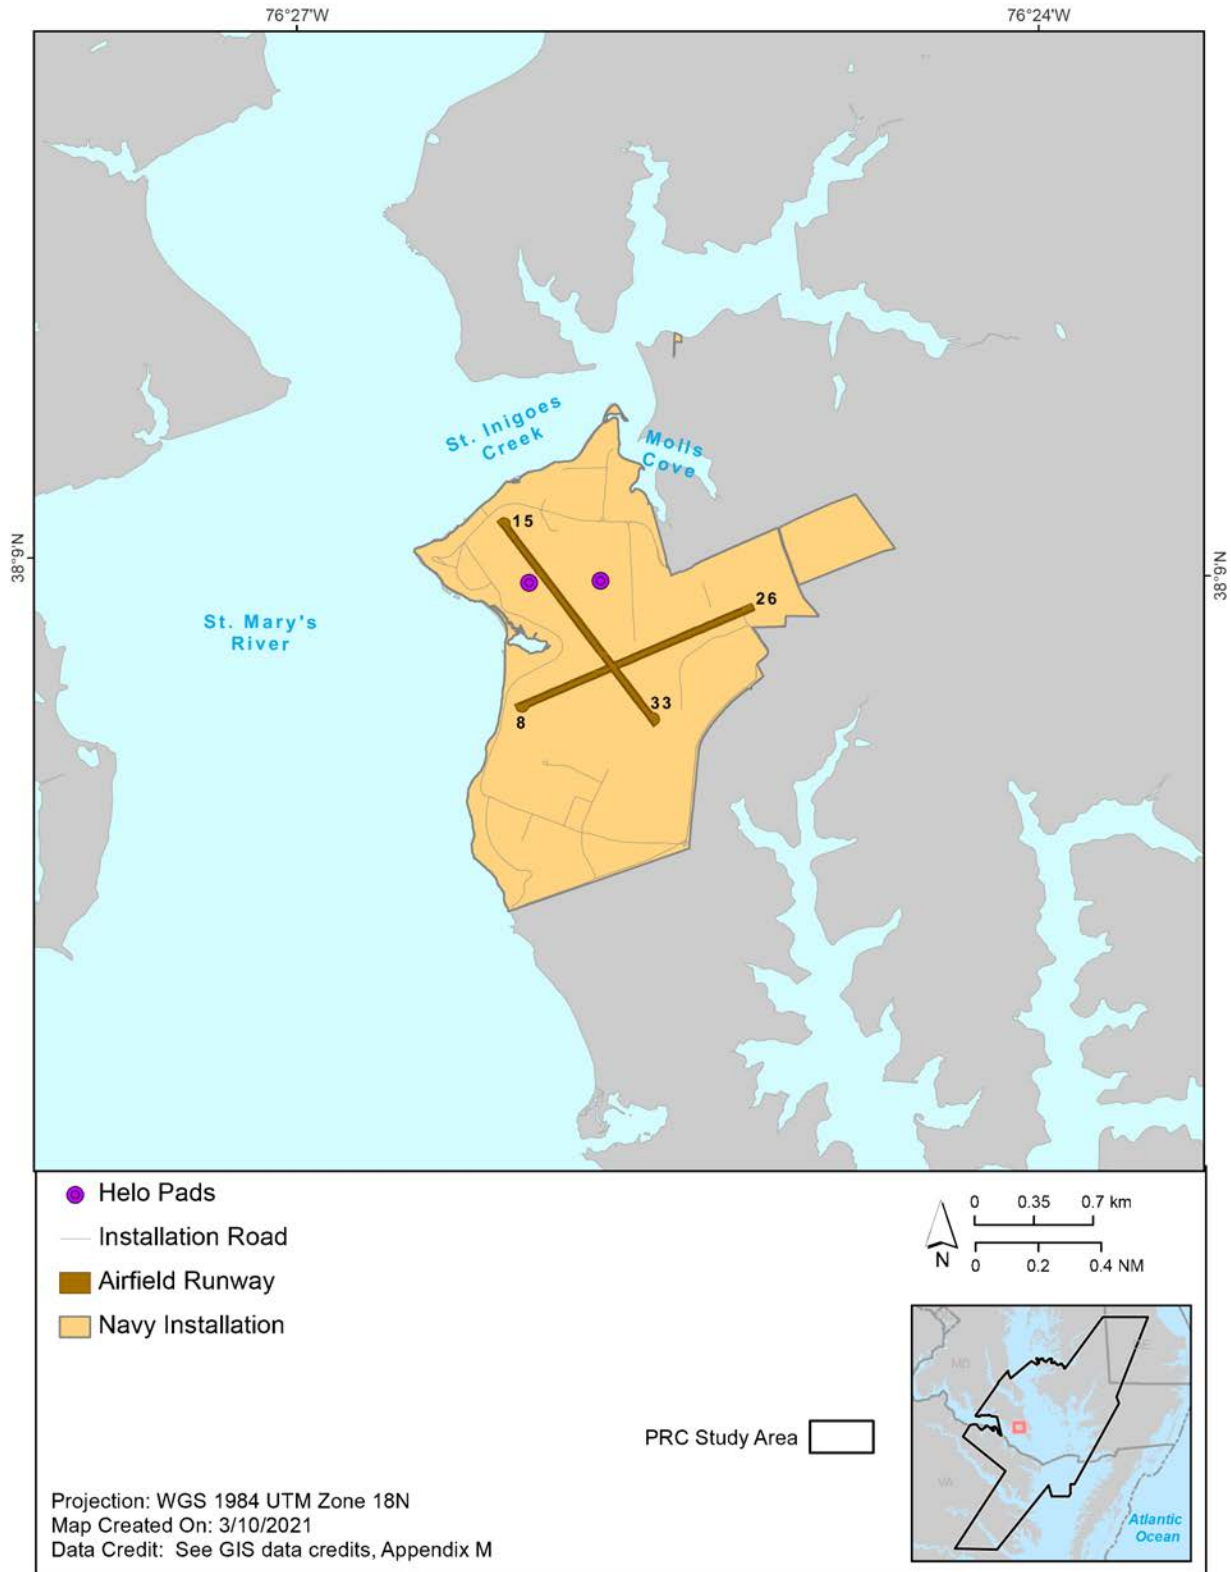 76°27'W
76°24'W
St. Inigoes
Creek
Molls
Cove
15
38°9'N
38°9'N
26
St. Mary's
River
33
8
Helo Pads
Installation Road
Airfield Runway
Navy Installation
0 0.35 0.7 km
N
0 0.2 0.4 NM
MD
DE
PRC Study Area
VA
Atlantic
Ocean
Projection: WGS 1984 UTM Zone 18N
Map Created On: 3/10/2021
Data Credit: See GIS data credits, Appendix M